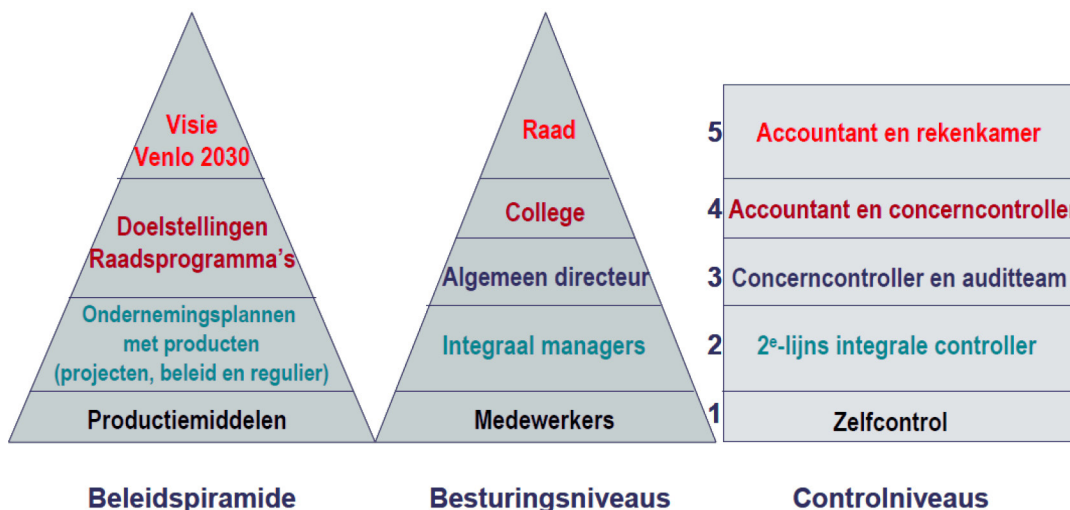 Visie
Venlo 2030
Doelstellingen
Raadsprogramma's
Ondernemingsplannen
met producten
(projecten, beleid en regulier)
Productiemiddelen
Beleidspiramide
Raad
College
Algemeen directeur
Integraal managers
Medewerkers
Besturingsniveaus
5 Accountant en rekenkamer
4 Accountant en concerncontroller
3 Concerncontroller en auditteam
2 2e-lijns integrale controller
1 Zelfcontrol
Controlniveaus